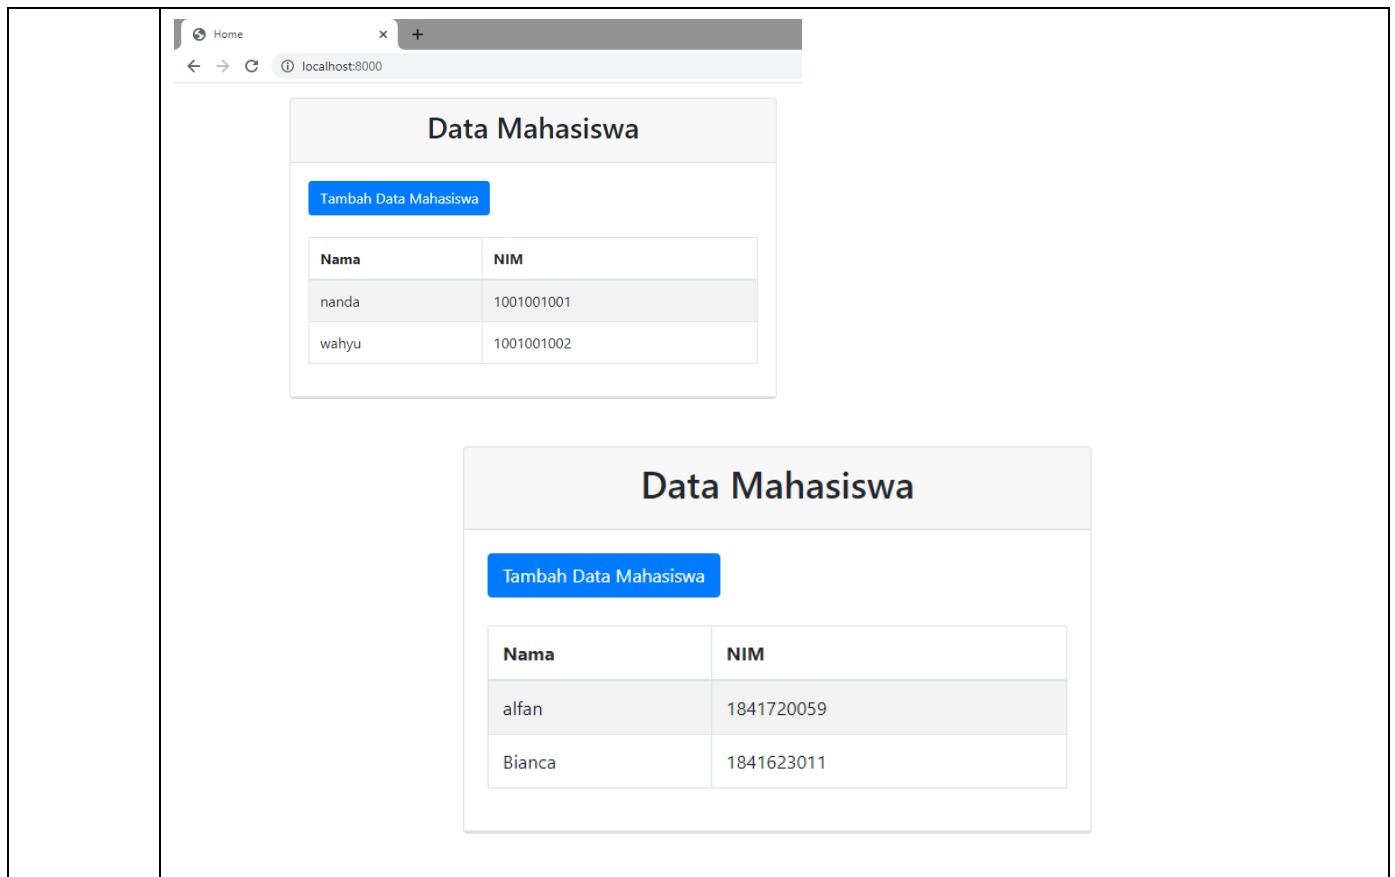 Home
localhost:8000
Data Mahasiswa
Tambah Data Mahasiswa
Nama NIM
nanda 1001001001
wahyu 1001001002
Data Mahasiswa
Tambah Data Mahasiswa
Nama NIM
alfan 1841720059
Bianca 1841623011